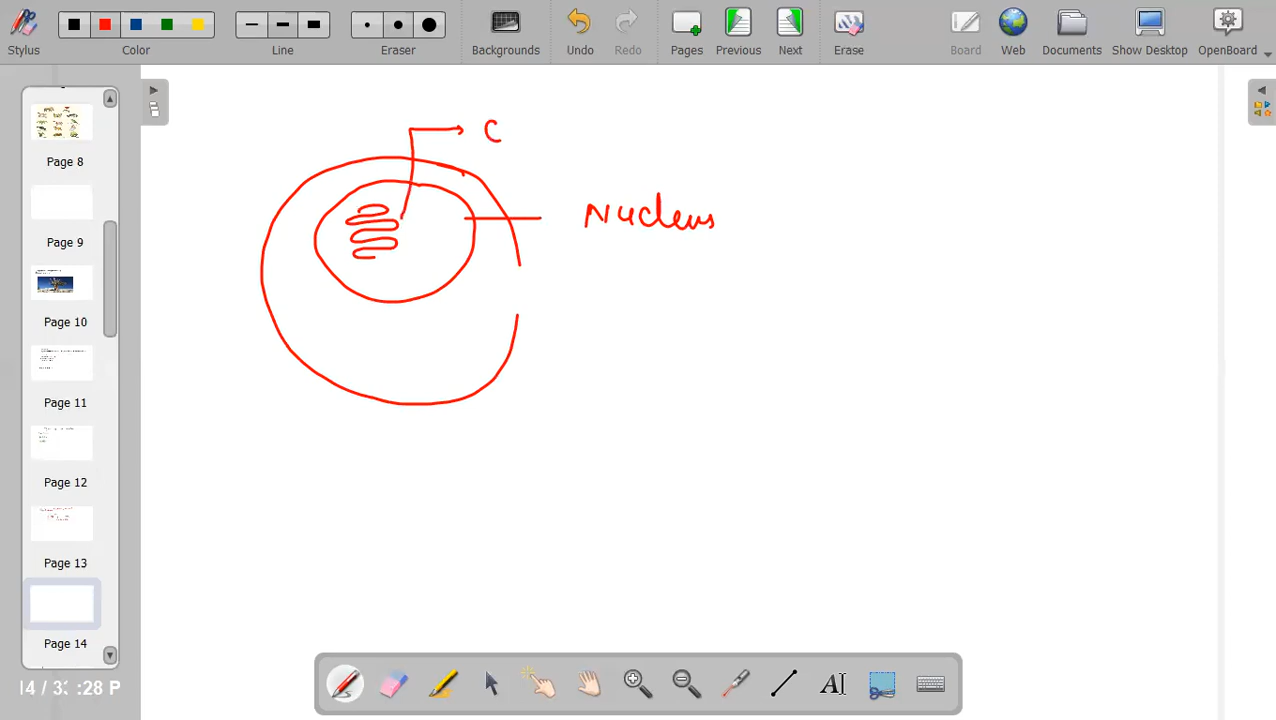 Stylus Color Line Eraser Backgrounds Undo Redo Pages Previous Next Erase Board Web Documents Show Desktop OpenBoard
C
Nucleus
Page 8
Page 9
Page 10
Page 11
Page 12
Page 13
Page 14
:28 P